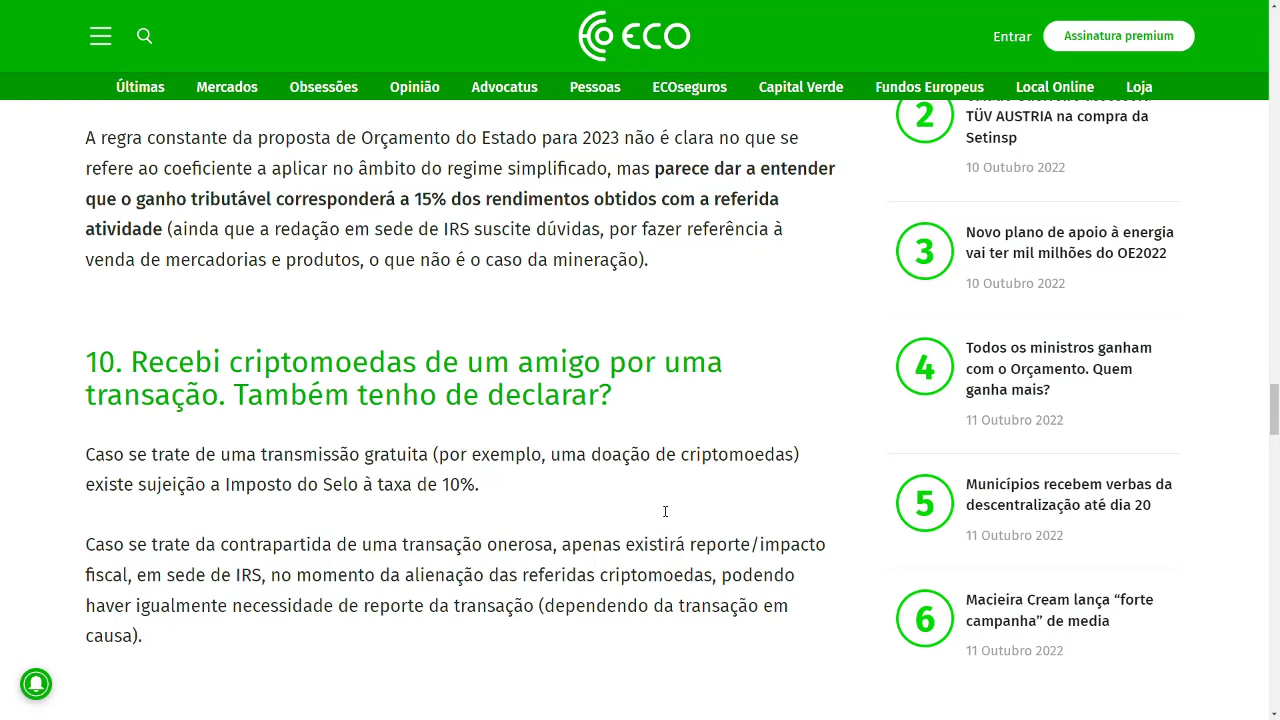 ECO
Entrar
Assinatura premium
Últimas
Mercados
Obsessões
Opinião
Advocatus
Pessoas
ECOseguros
Capital Verde
Fundos Europeus
Local Online
Loja
A regra constante da proposta de Orçamento do Estado para 2023 não é clara no que se
refere ao coeficiente a aplicar no âmbito do regime simplificado, mas parece dar a entender
que o ganho tributável corresponderá a 15% dos rendimentos obtidos com a referida
atividade (ainda que a redação em sede de IRS suscite dúvidas, por fazer referência à
venda de mercadorias e produtos, o que não é o caso da mineração).
10. Recebi criptomoedas de um amigo por uma
transação. Também tenho de declarar?
Caso se trate de uma transmissão gratuita (por exemplo, uma doação de criptomoedas)
existe sujeição a Imposto do Selo à taxa de 10%.
Caso se trate da contrapartida de uma transação onerosa, apenas existirá reporte/impacto
fiscal, em sede de IRS, no momento da alienação das referidas criptomoedas, podendo
haver igualmente necessidade de reporte da transação (dependendo da transação em
causa).
2
TÜV AUSTRIA na compra da
Setinsp
10 Outubro 2022
3
Novo plano de apoio à energia
vai ter mil milhões do OE2022
10 Outubro 2022
4
Todos os ministros ganham
com o Orçamento. Quem
ganha mais?
11 Outubro 2022
5
Municípios recebem verbas da
descentralização até dia 20
11 Outubro 2022
6
Macieira Cream lança “forte
campanha” de media
11 Outubro 2022